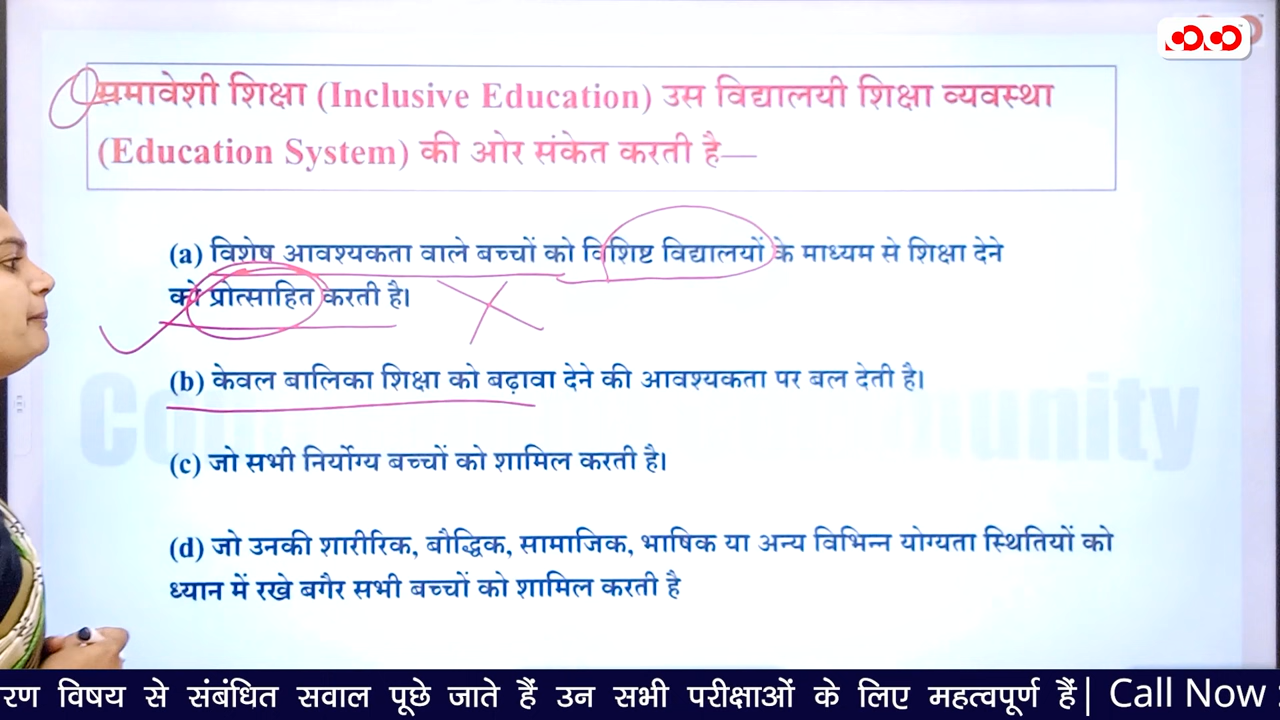 समावेशी शिक्षा (Inclusive Education) उस विद्यालयी शिक्षा व्यवस्था
(Education System) की ओर संकेत करती है—
(a) विशेष आवश्यकता वाले बच्चों को विशिष्ट विद्यालयों के माध्यम से शिक्षा देने
को प्रोत्साहित करती है।
(b) केवल बालिका शिक्षा को बढ़ावा देने की आवश्यकता पर बल देती है।
(c) जो सभी निर्योग्य बच्चों को शामिल करती है।
(d) जो उनकी शारीरिक, बौद्धिक, सामाजिक, भाषिक या अन्य विभिन्न योग्यता स्थितियों को
ध्यान में रखे बगैर सभी बच्चों को शामिल करती है
रण विषय से संबंधित सवाल पूछे जाते हैं उन सभी परीक्षाओं के लिए महत्वपूर्ण हैं| Call Now